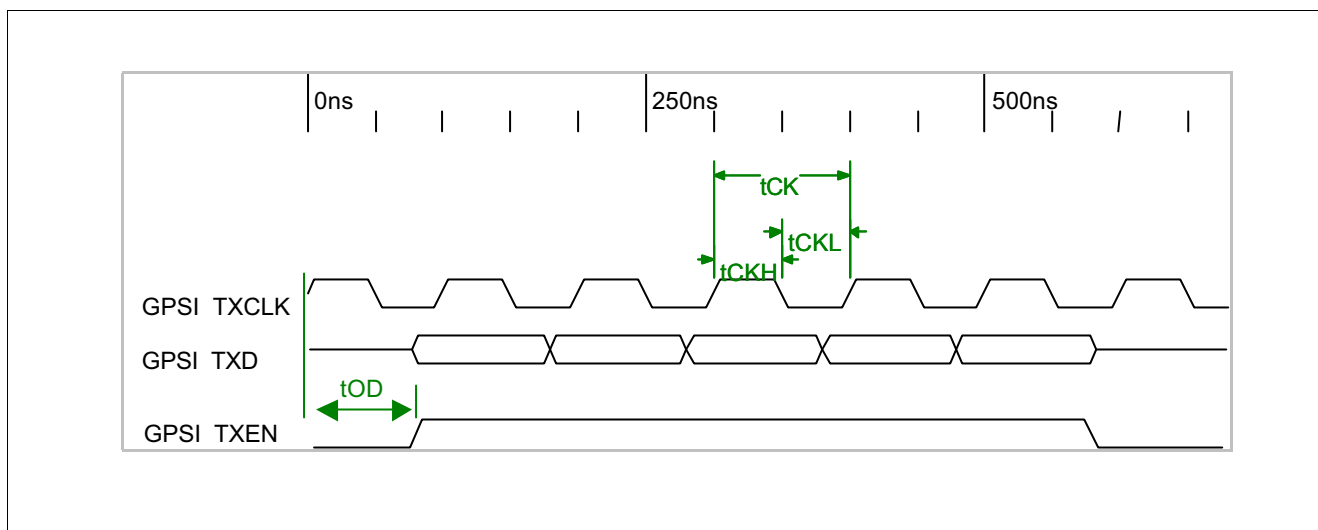 0ns 250ns 500ns
tCK
tCKL
tCKH
GPSI TXCLK
GPSI TXD
tOD
GPSI TXEN